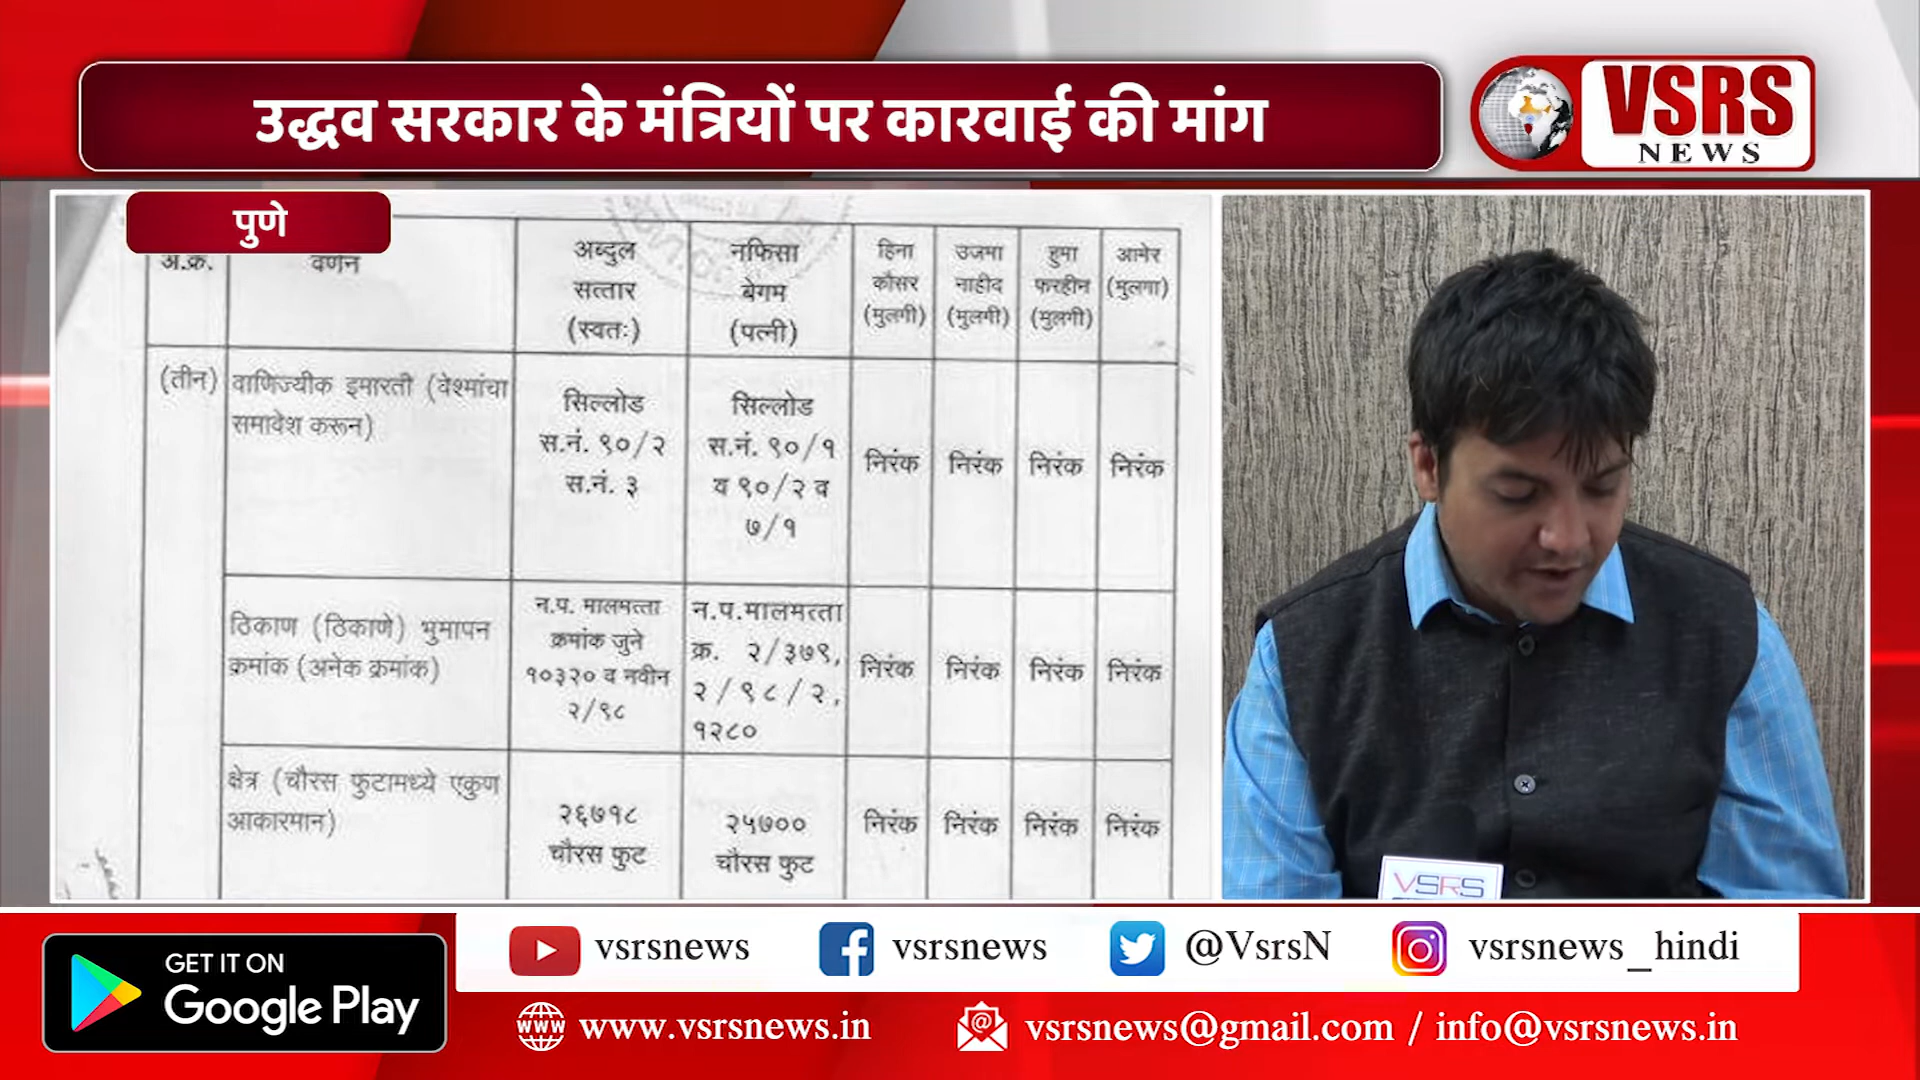 उद्धव सरकार के मंत्रियों पर कारवाई की मांग
VSRS
NEWS
पुणे
अ.क्र.
वर्णन
अब्दुल
सत्तार
(स्वतः)
नफिसा
बेगम
(पत्नी)
हिना
कौसर
(मुलगी)
उजमा
नाहीद
(मुलगी)
हुमा
फरहीन
(मुलगी)
आमेर
(मुलगा)
(तीन)
वाणिज्यीक इमारती (वेश्मांचा
समावेश करून)
सिल्लोड
स.नं. ९०/२
स.नं. ३
सिल्लोड
स.नं. ९०/१
व ९०/२ व
७/१
निरंक
निरंक
निरंक
निरंक
ठिकाण (ठिकाणे) भुमापन
क्रमांक (अनेक क्रमांक)
न.प. मालमत्ता
क्रमांक जुने
१०३२० व नवीन
२/९८
न.प.मालमत्ता
क्र. २/३७९,
२/९८/२,
१२८०
निरंक
निरंक
निरंक
निरंक
क्षेत्र (चौरस फुटामध्ये एकुण
आकारमान)
२६७१८
चौरस फुट
२५७००
चौरस फुट
निरंक
निरंक
निरंक
निरंक
VSRS
GET IT ON
Google Play
vsrsnews
vsrsnews
@VsrsN
vsrsnews_hindi
www.vsrsnews.in
vsrsnews@gmail.com / info@vsrsnews.in